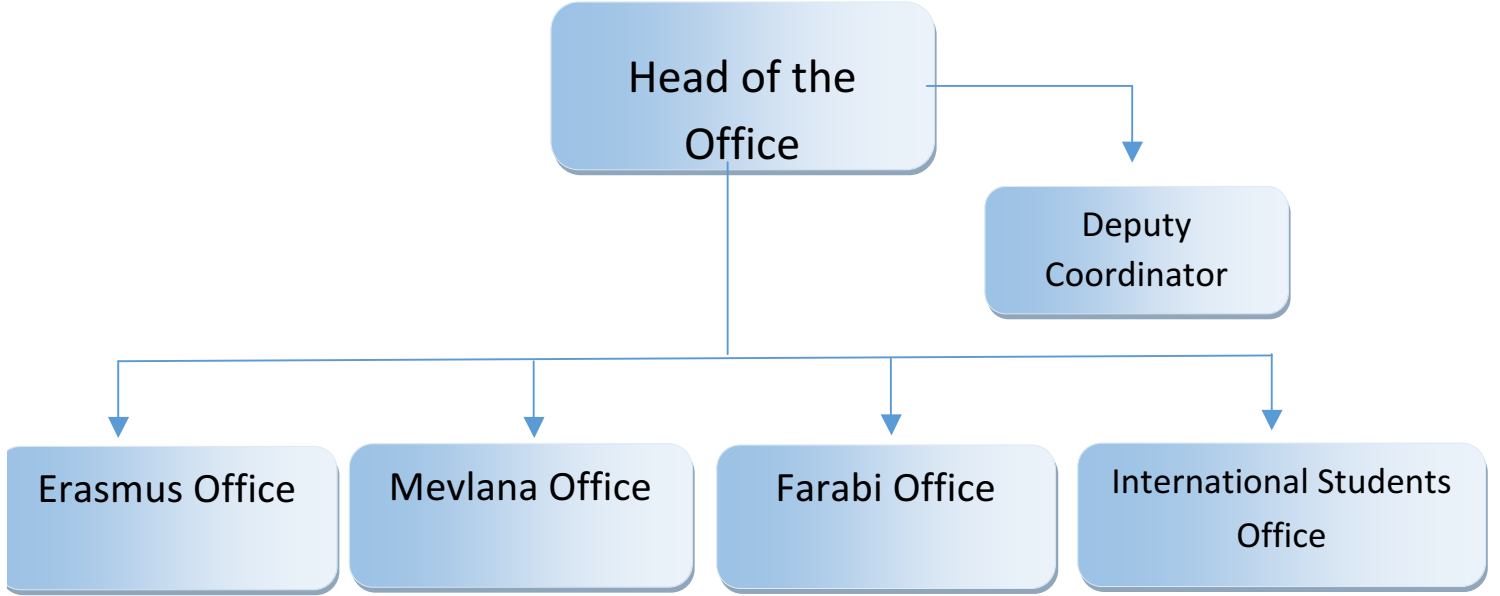 Head of the
Office
Deputy
Coordinator
Erasmus Office
Mevlana Office
Farabi Office
International Students
Office